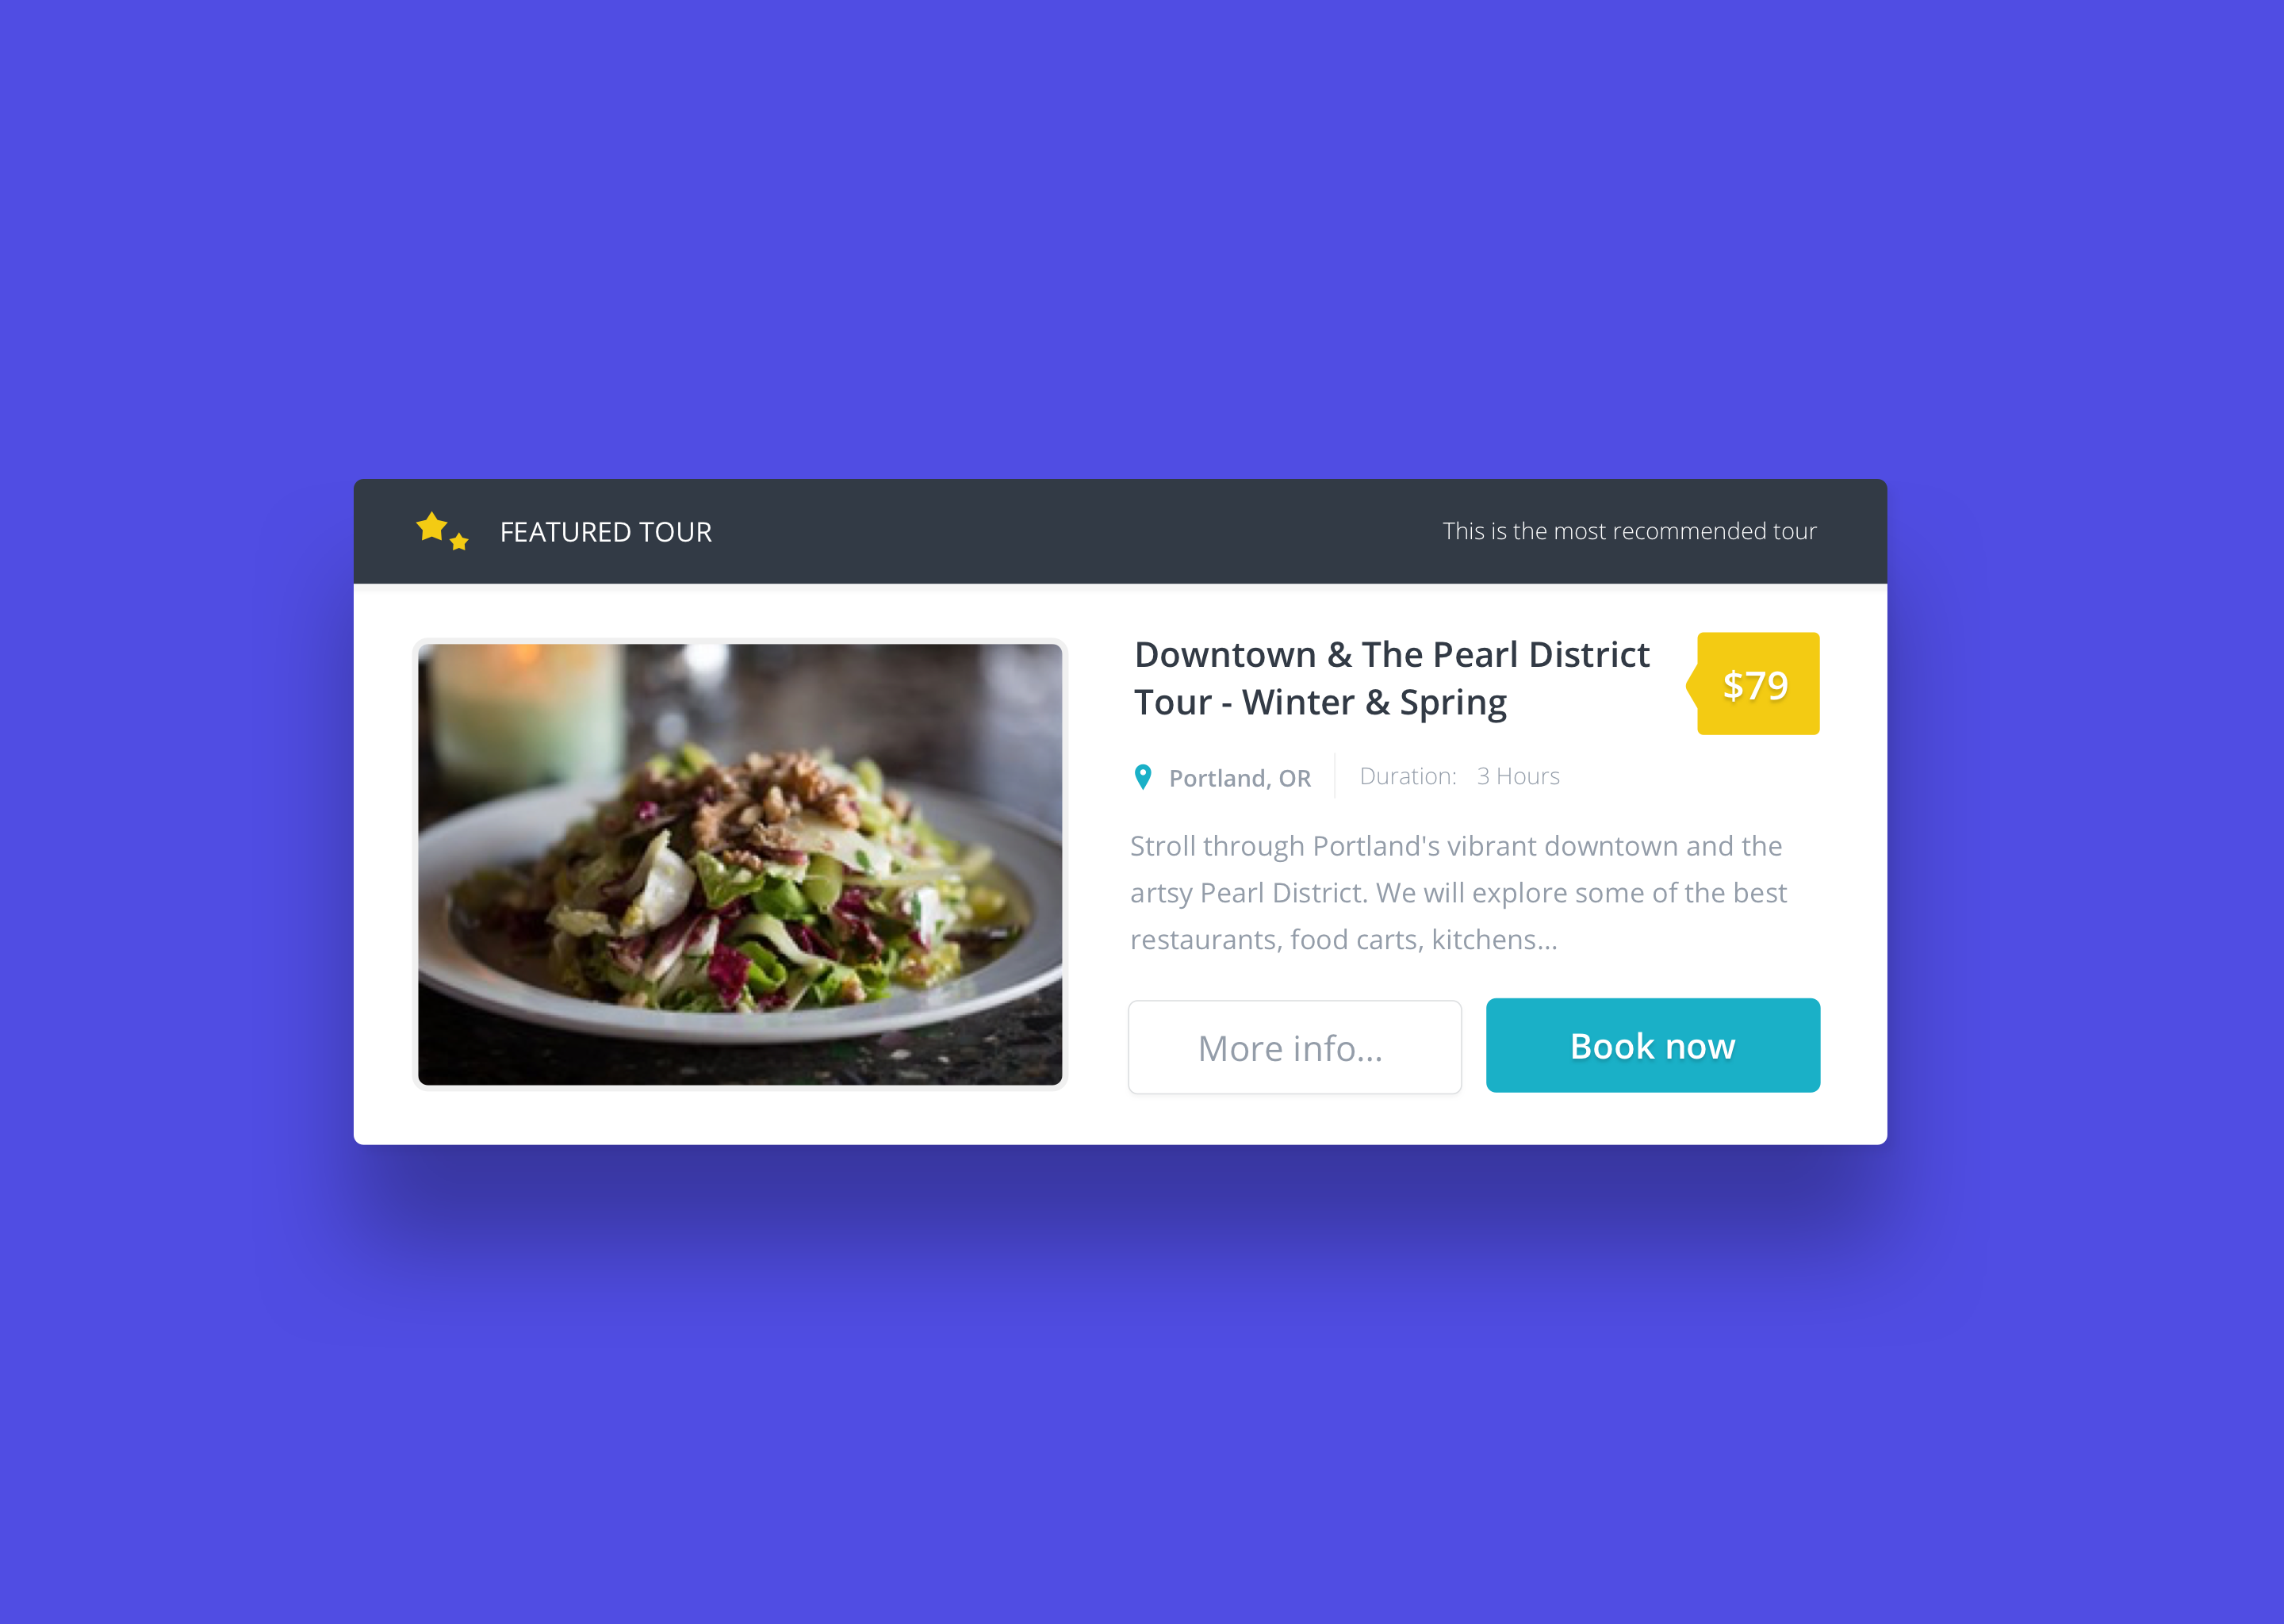 FEATURED TOUR
This is the most recommended tour
Downtown & The Pearl District
Tour - Winter & Spring
$79
Portland, OR
Duration: 3 Hours
Stroll through Portland's vibrant downtown and the
artsy Pearl District. We will explore some of the best
restaurants, food carts, kitchens...
More info...
Book now